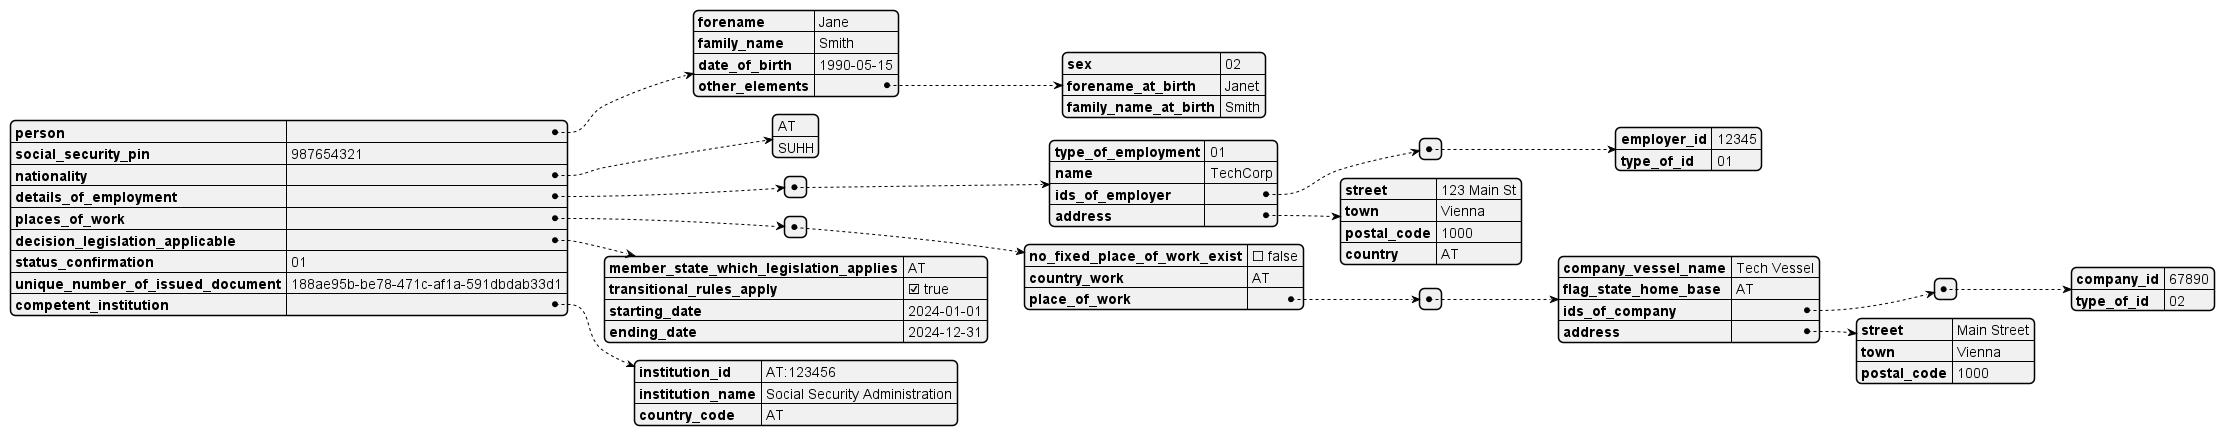 person
social_security_pin 987654321
nationality
details_of_employment
places_of_work
decision_legislation_applicable
status_confirmation 01
unique_number_of_issued_document 188ae95b-be78-471c-af1a-591dbdab33d1
competent_institution
forename Jane
family_name Smith
date_of_birth 1990-05-15
other_elements
sex 02
forename_at_birth Janet
family_name_at_birth Smith
AT
SUHH
type_of_employment 01
name TechCorp
ids_of_employer
address
employer_id 12345
type_of_id 01
street 123 Main St
town Vienna
postal_code 1000
country AT
no_fixed_place_of_work_exist ☐ false
country_work AT
place_of_work
company_vessel_name Tech Vessel
flag_state_home_base AT
ids_of_company
address
company_id 67890
type_of_id 02
street Main Street
town Vienna
postal_code 1000
member_state_which_legislation_applies AT
transitional_rules_apply ☑ true
starting_date 2024-01-01
ending_date 2024-12-31
institution_id AT:123456
institution_name Social Security Administration
country_code AT